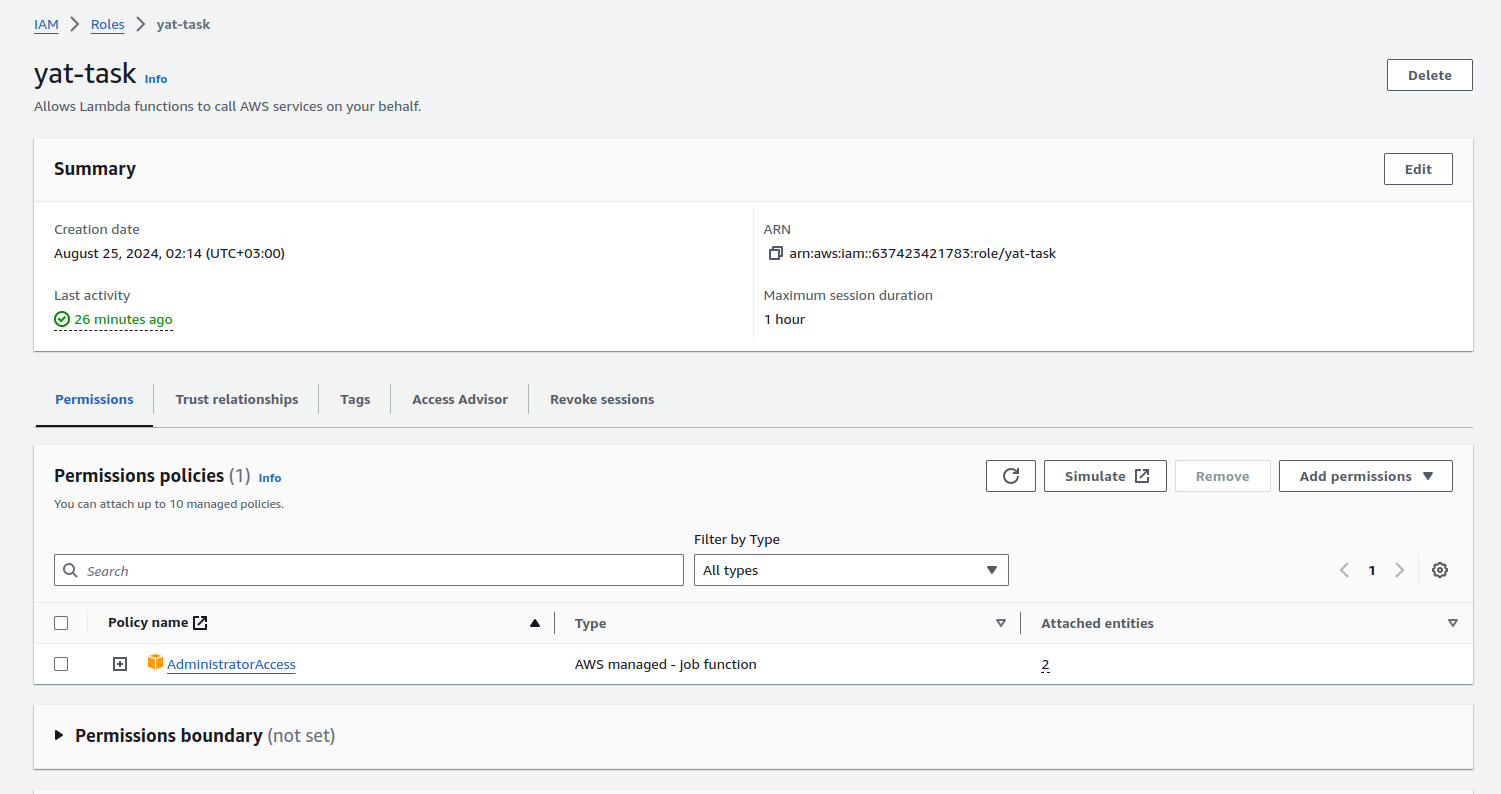 IAM > Roles > yat-task
yat-task Info
Delete
Allows Lambda functions to call AWS services on your behalf.
Summary
Edit
Creation date
August 25, 2024, 02:14 (UTC+03:00)
ARN
arn:aws:iam::637423421783:role/yat-task
Last activity
26 minutes ago
Maximum session duration
1 hour
Permissions
Trust relationships
Tags
Access Advisor
Revoke sessions
Permissions policies (1) Info
Simulate
Remove
Add permissions
You can attach up to 10 managed policies.
Filter by Type
Search
All types
1
Policy name
Type
Attached entities
AdministratorAccess
AWS managed - job function
2
Permissions boundary (not set)